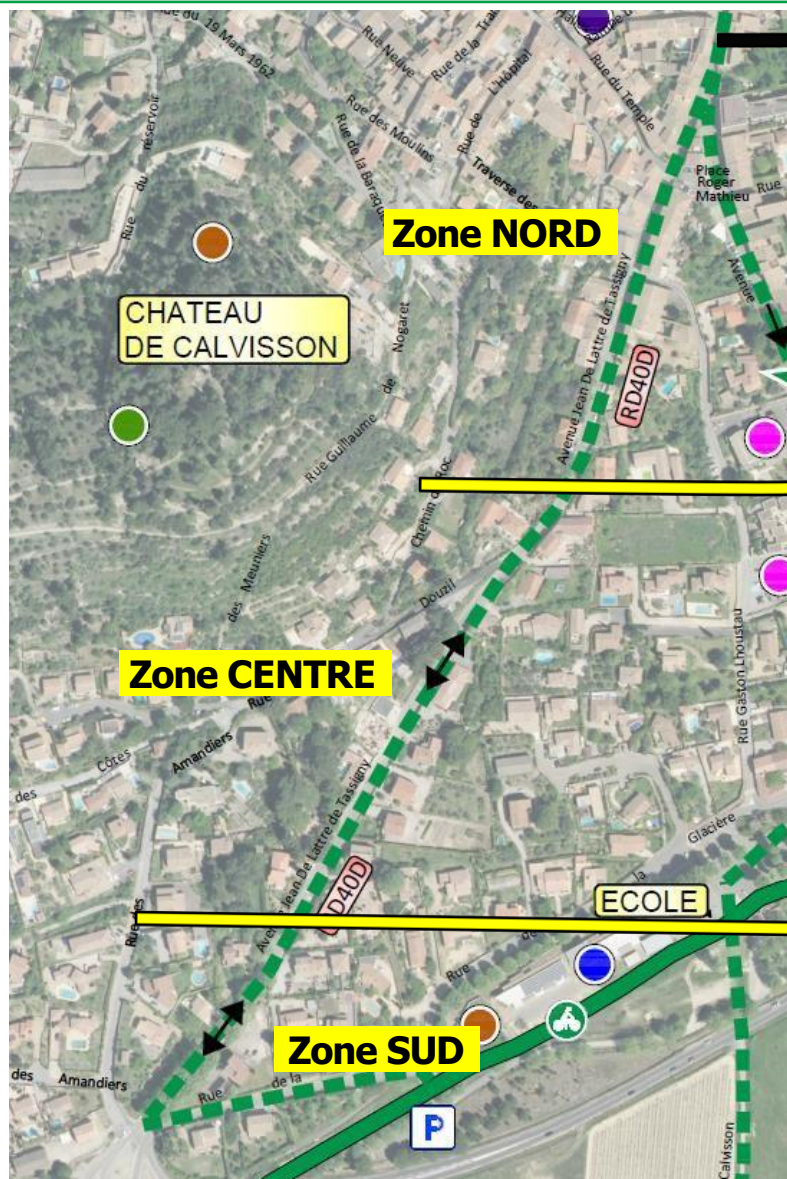 du 19 Mars 1962
Rue Neuve
Rue de la
L'Hôpital
Rue de
Rue du Temple
Rue des Moulins
Rue du réservoir
Rue de la Baraque
Traverse des
Place
Roger
Mathieu
Rue
Zone NORD
Avenue
CHATEAU
DE CALVISSON
Avenue Jean De Lattre de Tassigny
RD40D
Rue Guillaume de Nogaret
Chemin
Roc
des Meuniers
Douzil
Zone CENTRE
Rue
Rue Gaston Lhoustau
des Côtes
Amandiers
Avenue Jean De Lattre de Tassigny
D40D
Rue de la Glacière
ECOLE
Rue des
Zone SUD
des Amandiers
Rue de la
P
Calvisson